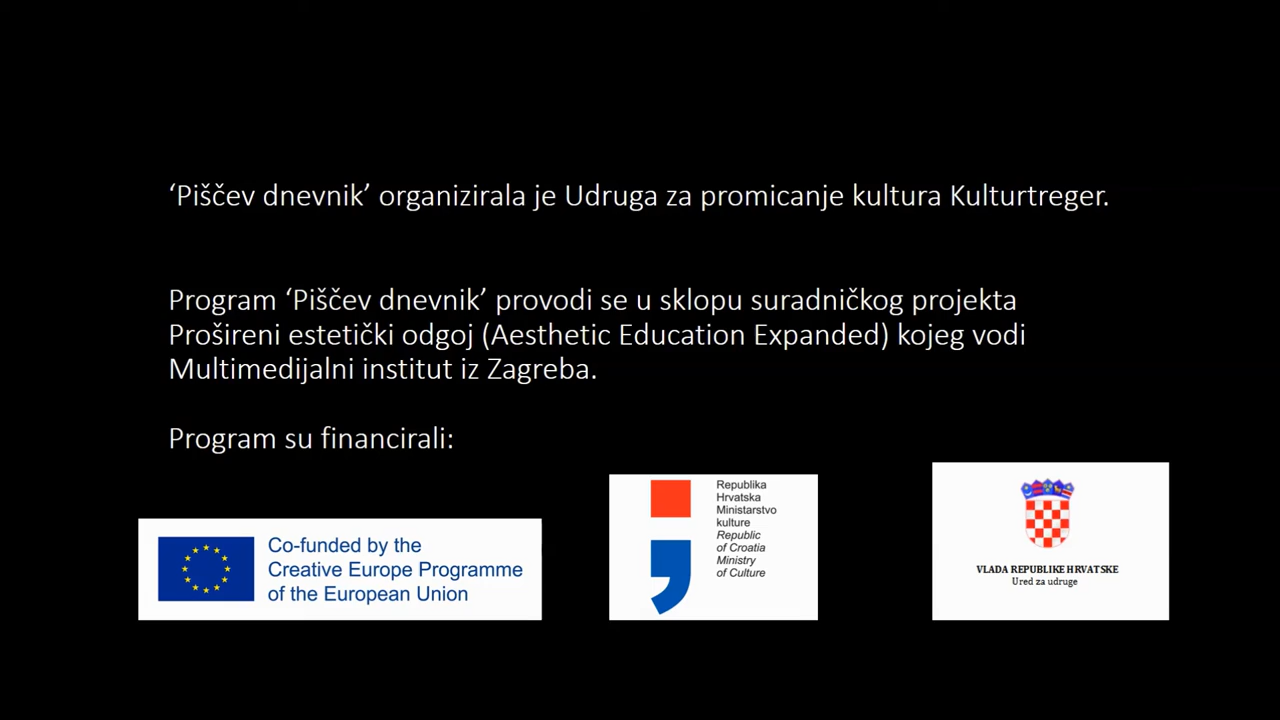 ‘Piščev dnevnik’ organizirala je Udruga za promicanje kultura Kulturtreger.
Program ‘Piščev dnevnik’ provodi se u sklopu suradničkog projekta
Prošireni estetički odgoj (Aesthetic Education Expanded) kojeg vodi
Multimedijalni institut iz Zagreba.
Program su financirali:
Co-funded by the
Creative Europe Programme
of the European Union
Republika
Hrvatska
Ministarstvo
kulture
Republic
of Croatia
Ministry
of Culture
VLADA REPUBLIKE HRVATSKE
Ured za udruge